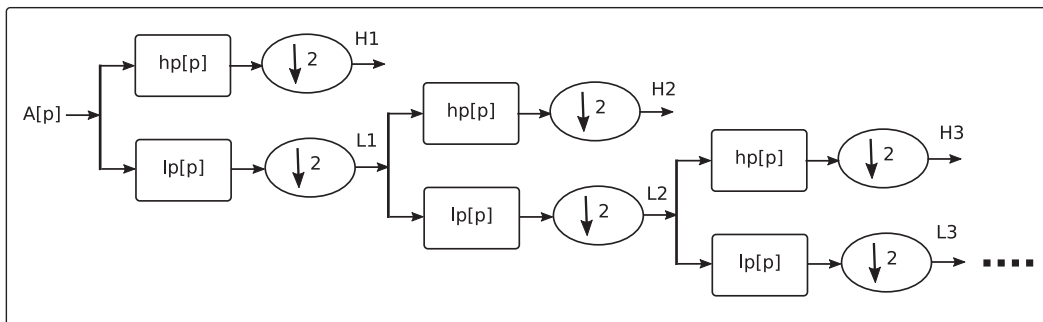 A[p]
hp[p]
↓ 2
H1
lp[p]
↓ 2
L1
hp[p]
↓ 2
H2
lp[p]
↓ 2
L2
hp[p]
↓ 2
H3
lp[p]
↓ 2
L3